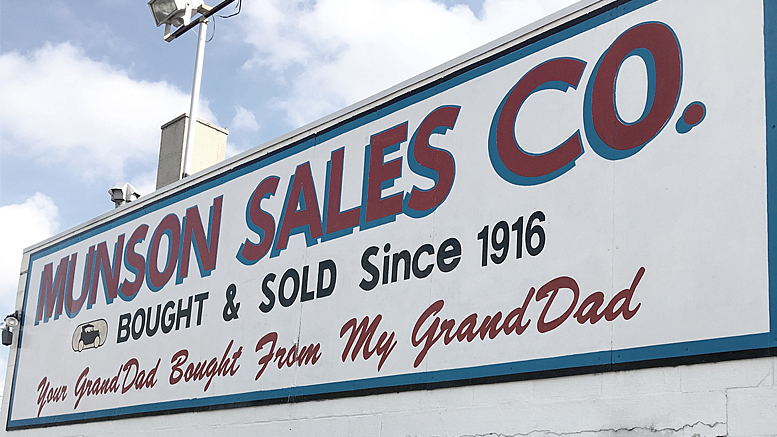 MUNSON SALES CO.
BOUGHT & SOLD Since 1916
Your GrandDad Bought From My GrandDad